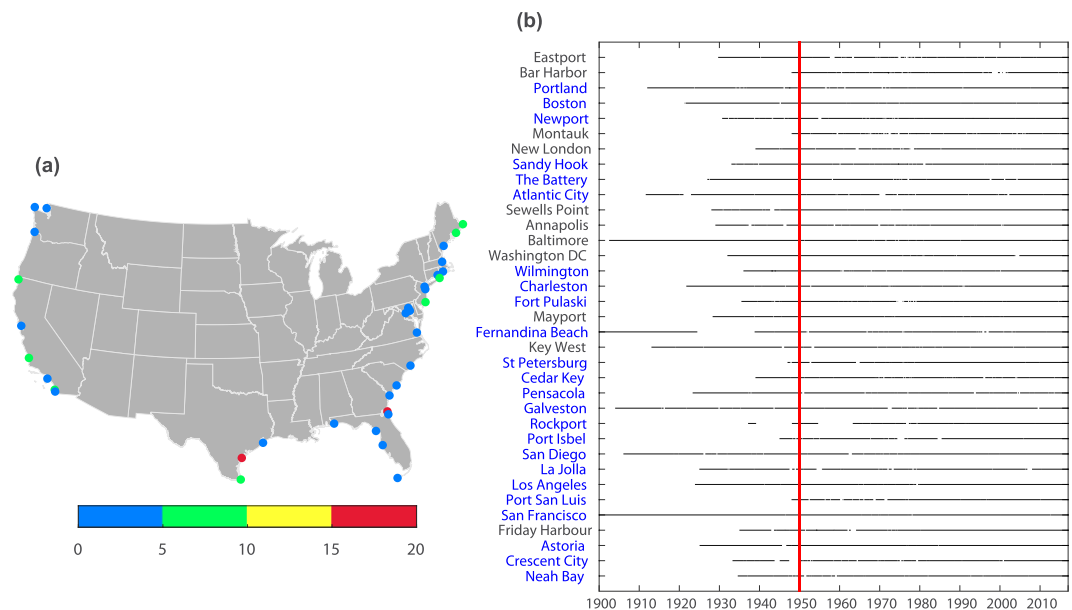 (a)
0 5 10 15 20
(b)
Eastport
Bar Harbor
Portland
Boston
Newport
Montauk
New London
Sandy Hook
The Battery
Atlantic City
Sewells Point
Annapolis
Baltimore
Washington DC
Wilmington
Charleston
Fort Pulaski
Mayport
Fernandina Beach
Key West
St Petersburg
Cedar Key
Pensacola
Galveston
Rockport
Port Isbel
San Diego
La Jolla
Los Angeles
Port San Luis
San Francisco
Friday Harbour
Astoria
Crescent City
Neah Bay
1900 1910 1920 1930 1940 1950 1960 1970 1980 1990 2000 2010